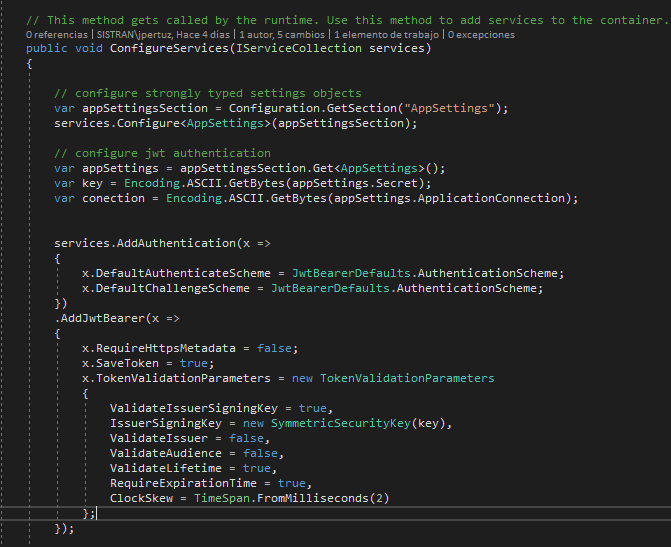 // This method gets called by the runtime. Use this method to add services to the container.
0 referencias | SISTRAN\jpertuz, Hace 4 días | 1 autor, 5 cambios | 1 elemento de trabajo | 0 excepciones
public void ConfigureServices(IServiceCollection services)
{
// configure strongly typed settings objects
var appSettingsSection = Configuration.GetSection("AppSettings");
services.Configure<AppSettings>(appSettingsSection);
// configure jwt authentication
var appSettings = appSettingsSection.Get<AppSettings>();
var key = Encoding.ASCII.GetBytes(appSettings.Secret);
var conection = Encoding.ASCII.GetBytes(appSettings.ApplicationConnection);
services.AddAuthentication(x =>
{
x.DefaultAuthenticateScheme = JwtBearerDefaults.AuthenticationScheme;
x.DefaultChallengeScheme = JwtBearerDefaults.AuthenticationScheme;
})
.AddJwtBearer(x =>
{
x.RequireHttpsMetadata = false;
x.SaveToken = true;
x.TokenValidationParameters = new TokenValidationParameters
{
ValidateIssuerSigningKey = true,
IssuerSigningKey = new SymmetricSecurityKey(key),
ValidateIssuer = false,
ValidateAudience = false,
ValidateLifetime = true,
RequireExpirationTime = true,
ClockSkew = TimeSpan.FromMilliseconds(2)
};
});